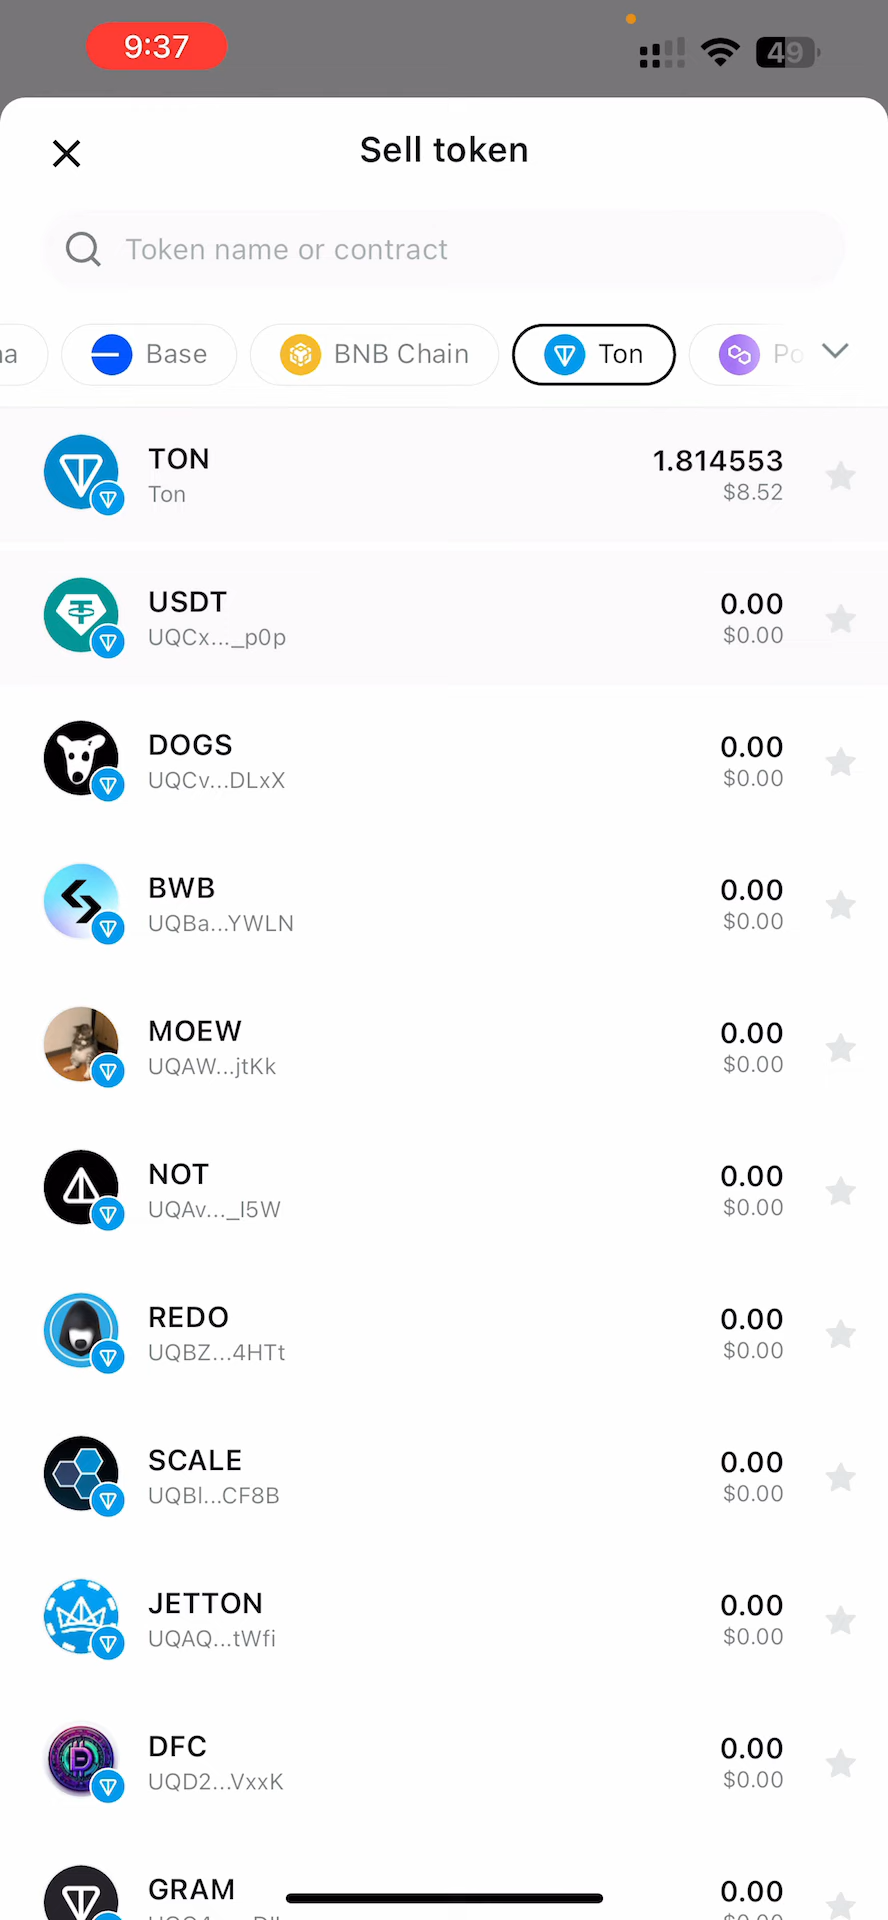 9:37
49
Sell token
Token name or contract
Base
BNB Chain
Ton
TON
1.814553
Ton
$8.52
USDT
0.00
UQCx..._p0p
$0.00
DOGS
0.00
UQCv...DLxX
$0.00
BWB
0.00
UQBa...YWLN
$0.00
MOEW
0.00
UQAW...jtKk
$0.00
NOT
0.00
UQAv..._I5W
$0.00
REDO
0.00
UQBZ...4HTt
$0.00
SCALE
0.00
UQBl...CF8B
$0.00
JETTON
0.00
UQAQ...tWfi
$0.00
DFC
0.00
UQD2...VxxK
$0.00
GRAM
0.00